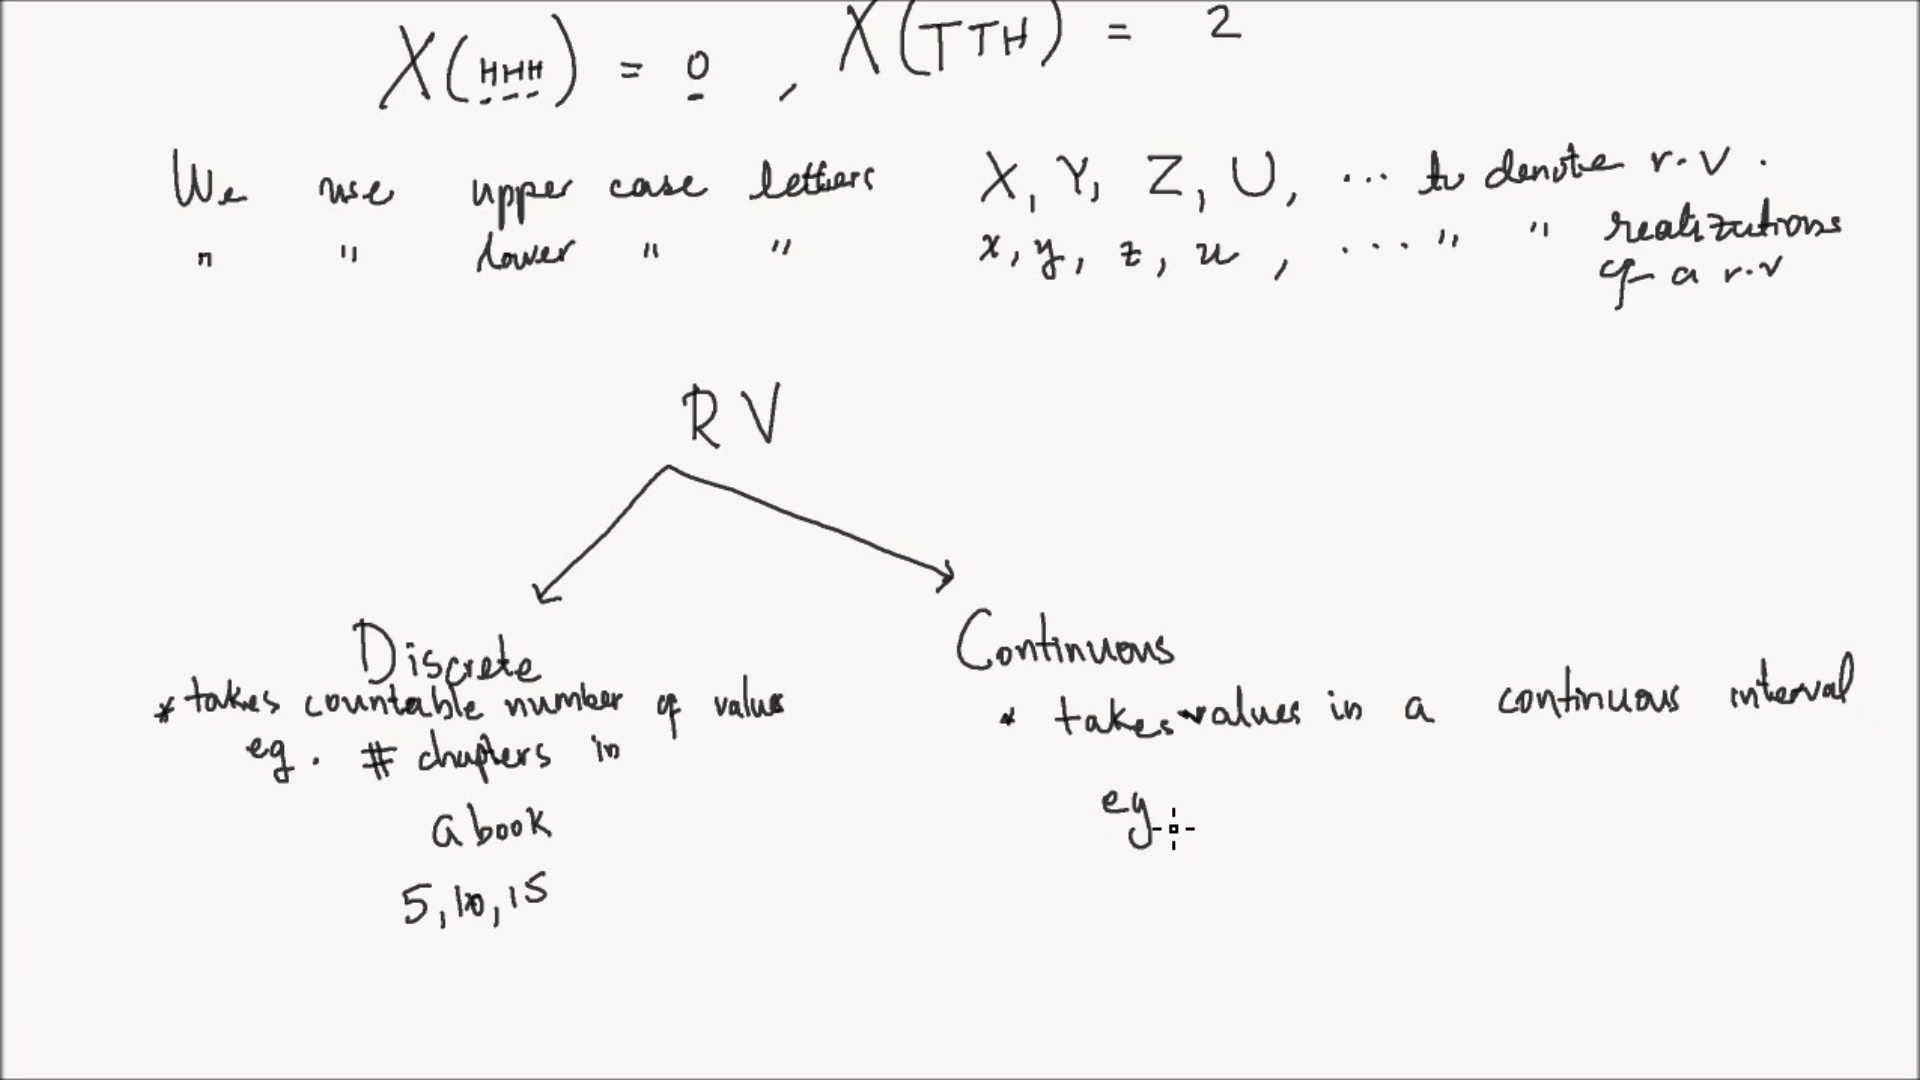 X(HHH) = 0 , X(TTH) = 2
We use upper case letters X, Y, Z, U, ... to denote r.v.
" " lower " " x, y, z, u, ... " " realizations
of a r.v
RV
Discrete
* takes countable number of values
eg. # chapters in
a book
5, 10, 15
Continuous
* takes values in a continuous interval
eg